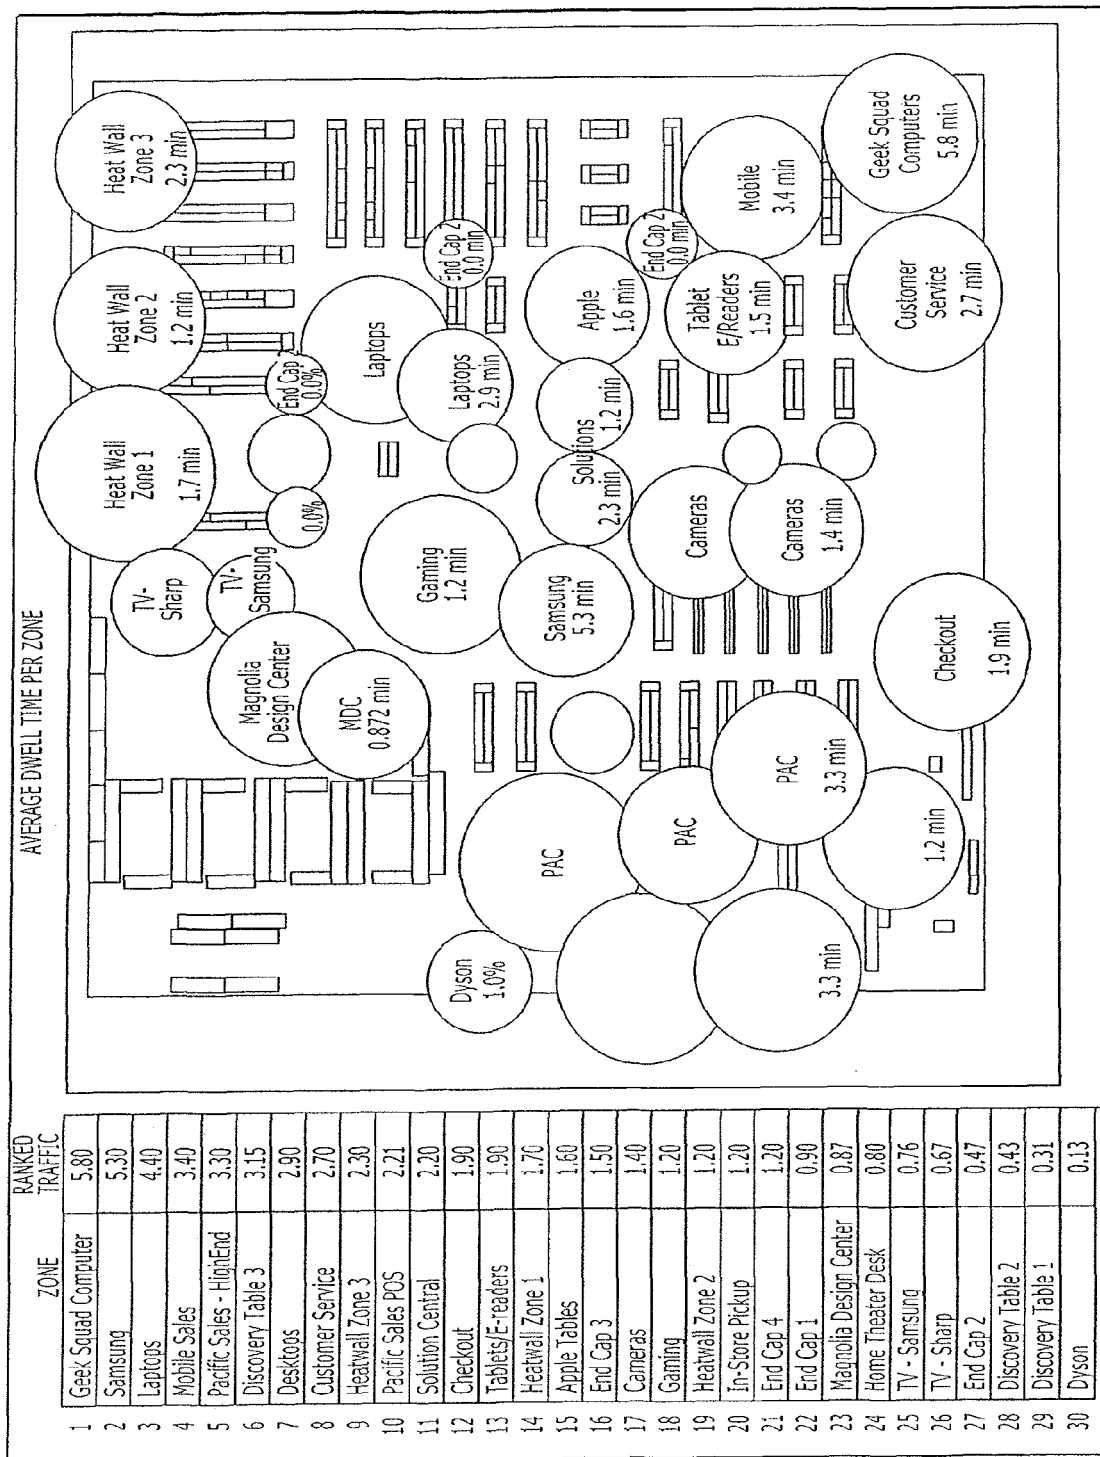 AVERAGE DWELL TIME PER ZONE
ZONE
RANKED
TRAFFIC
1 Geek Squad Computer 5.80
2 Samsung 5.30
3 Laptops 4.40
4 Mobile Sales 3.40
5 Pacific Sales - HighEnd 3.30
6 Discovery Table 3 3.15
7 Desktops 2.90
8 Customer Service 2.70
9 Heatwall Zone 3 2.30
10 Pacific Sales POS 2.21
11 Solution Central 2.20
12 Checkout 1.90
13 Tablets/E-readers 1.90
14 Heatwall Zone 1 1.70
15 Apple Tables 1.60
16 End Cap 3 1.50
17 Cameras 1.40
18 Gaming 1.20
19 Heatwall Zone 2 1.20
20 In-Store Pickup 1.20
21 End Cap 4 1.20
22 End Cap 1 0.90
23 Magnolia Design Center 0.87
24 Home Theater Desk 0.80
25 TV - Samsung 0.76
26 TV - Sharp 0.67
27 End Cap 2 0.47
28 Discovery Table 2 0.43
29 Discovery Table 1 0.31
30 Dyson 0.13
Heat Wall
Zone 1
1.7 min
Heat Wall
Zone 2
1.2 min
Heat Wall
Zone 3
2.3 min
TV-
Sharp
TV-
Samsung
0.0%
End Cap
0.0%
Magnolia
Design Center
MDC
0.872 min
Laptops
Laptops
2.9 min
End Cap 2
0.0 min
Gaming
1.2 min
Dyson
1.0%
PAC
Samsung
5.3 min
Solutions
2.3 min
1.2 min
Apple
1.6 min
End Cap 2
0.0 min
PAC
Cameras
Tablet
E/Readers
1.5 min
Mobile
3.4 min
PAC
3.3 min
Cameras
1.4 min
3.3 min
1.2 min
Checkout
1.9 min
Customer
Service
2.7 min
Geek Squad
Computers
5.8 min